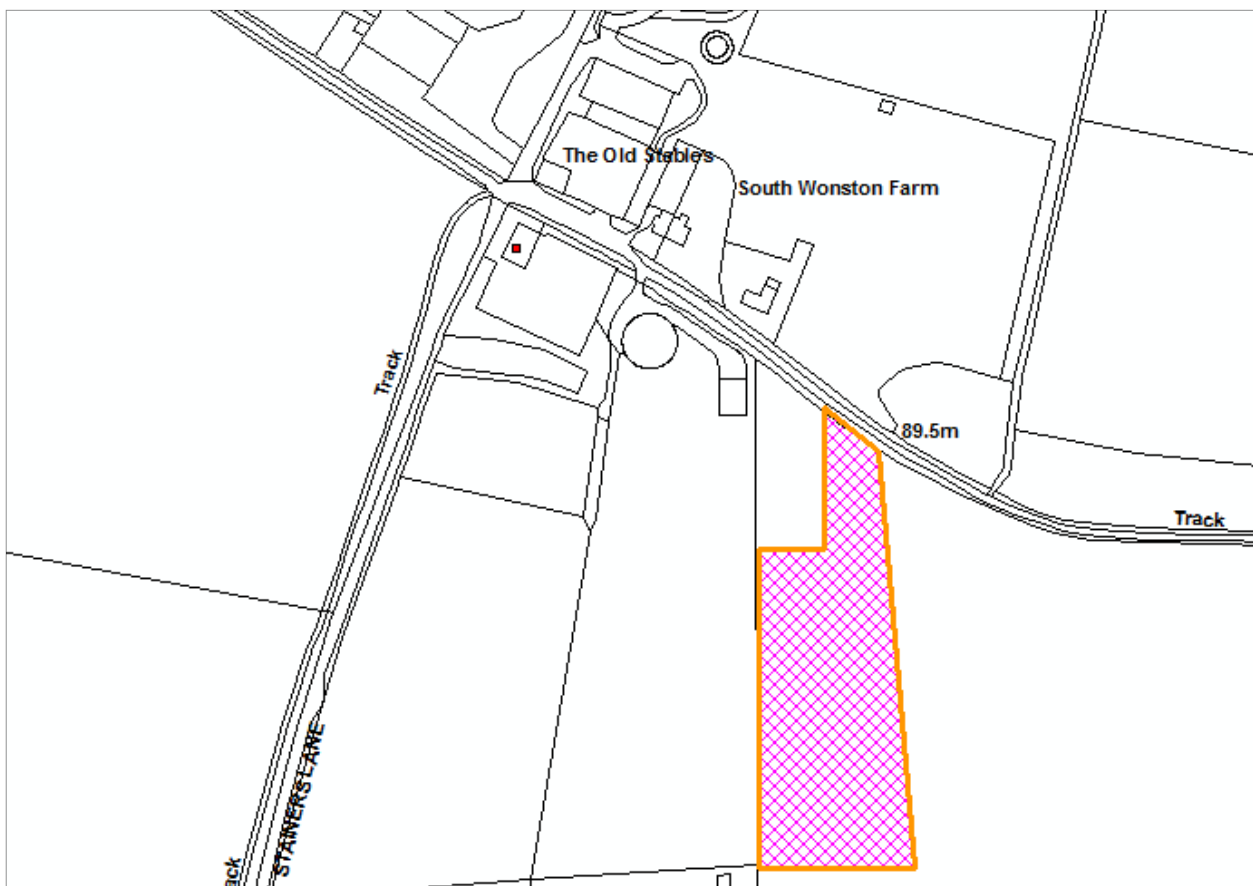 The Old Stables
South Wonston Farm
Track
89.5m
Track
STAINERS LANE